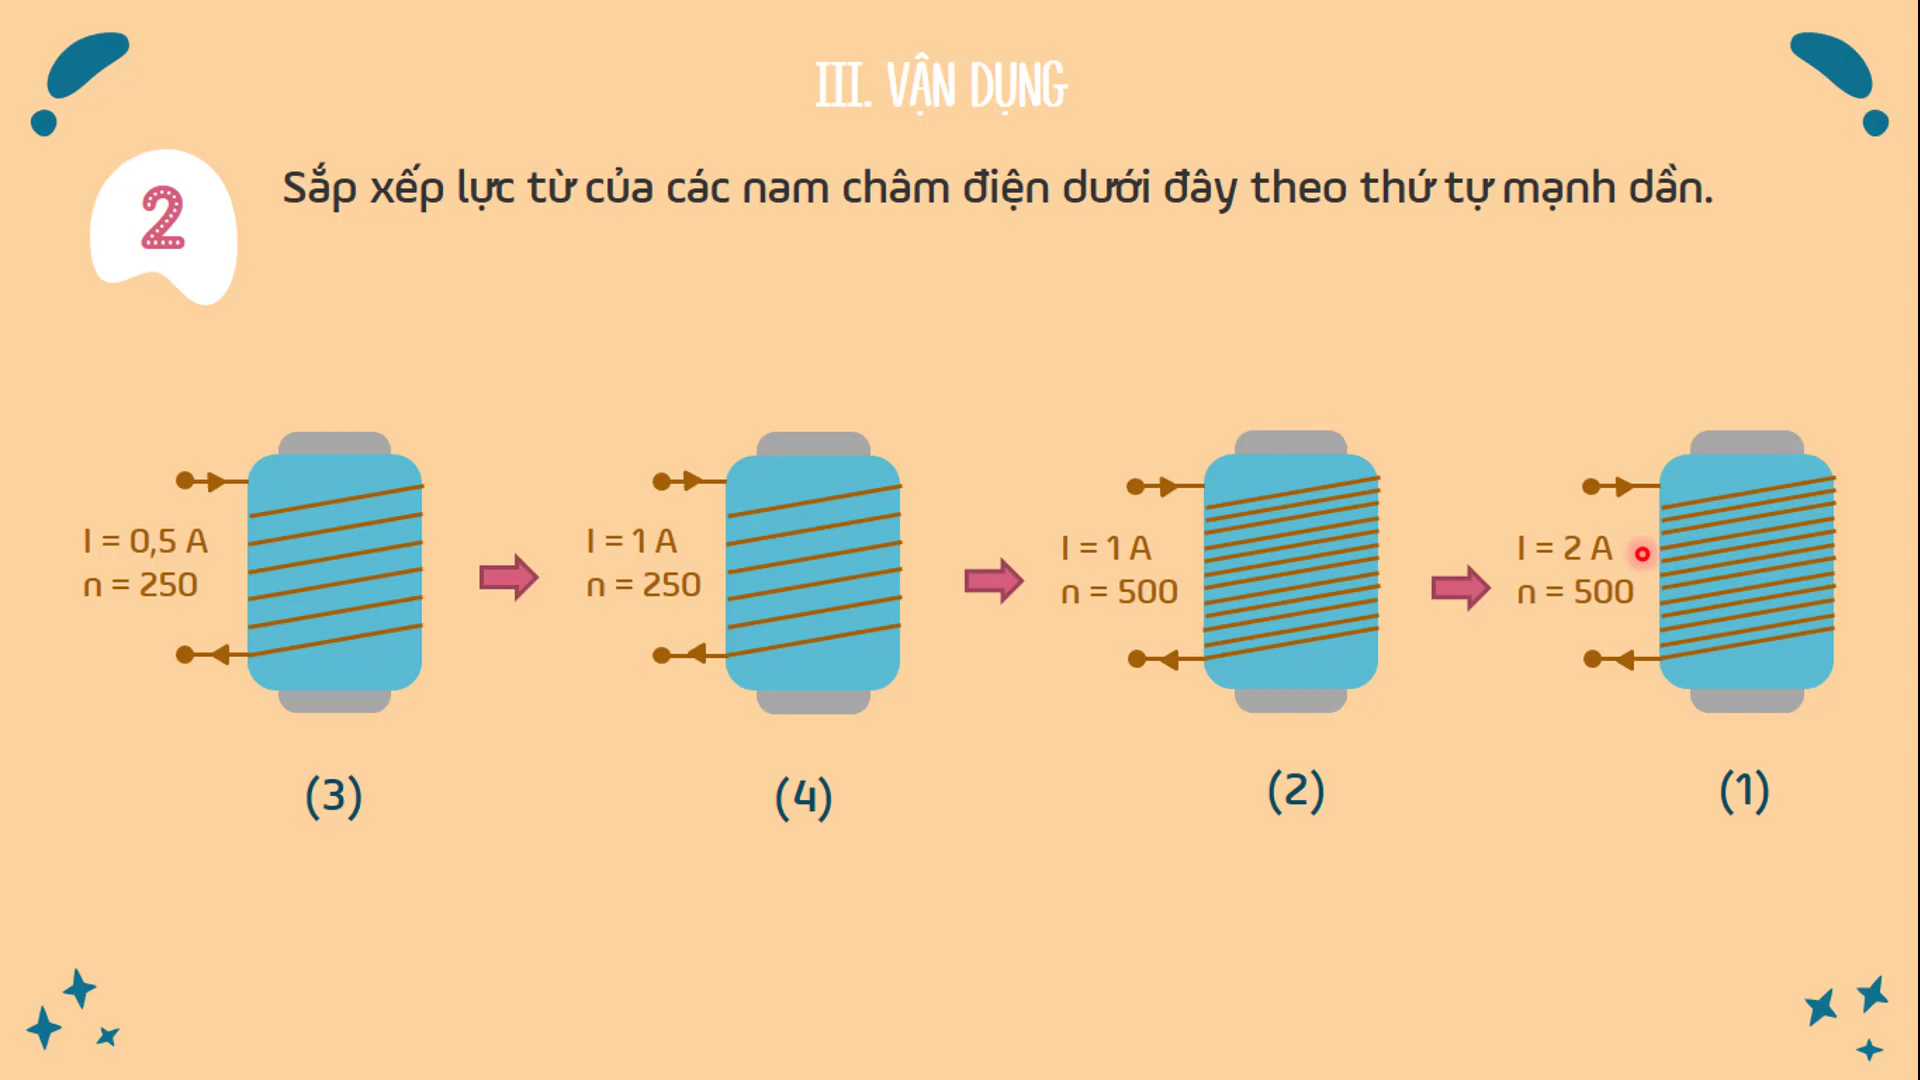 III. VẬN DỤNG
2
Sắp xếp lực từ của các nam châm điện dưới đây theo thứ tự mạnh dần.
I = 0,5 A
n = 250
I = 1 A
n = 250
I = 1 A
n = 500
I = 2 A
n = 500
(3)
(4)
(2)
(1)